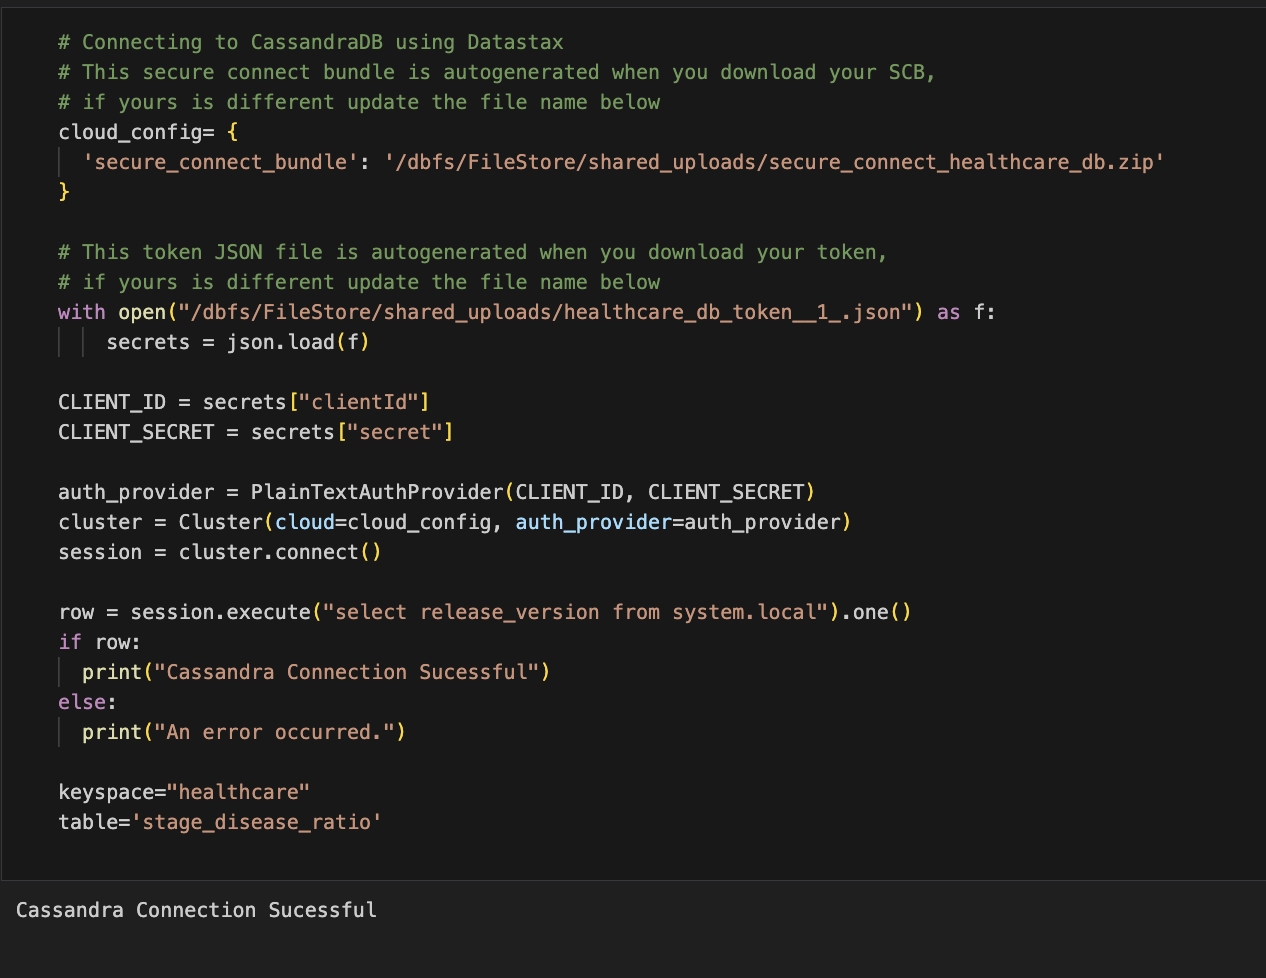 # Connecting to CassandraDB using Datastax
# This secure connect bundle is autogenerated when you download your SCB,
# if yours is different update the file name below
cloud_config= {
  'secure_connect_bundle': '/dbfs/FileStore/shared_uploads/secure_connect_healthcare_db.zip'
}

# This token JSON file is autogenerated when you download your token,
# if yours is different update the file name below
with open("/dbfs/FileStore/shared_uploads/healthcare_db_token__1_.json") as f:
    secrets = json.load(f)

CLIENT_ID = secrets["clientId"]
CLIENT_SECRET = secrets["secret"]

auth_provider = PlainTextAuthProvider(CLIENT_ID, CLIENT_SECRET)
cluster = Cluster(cloud=cloud_config, auth_provider=auth_provider)
session = cluster.connect()

row = session.execute("select release_version from system.local").one()
if row:
  print("Cassandra Connection Sucessful")
else:
  print("An error occurred.")

keyspace="healthcare"
table='stage_disease_ratio'

Cassandra Connection Sucessful